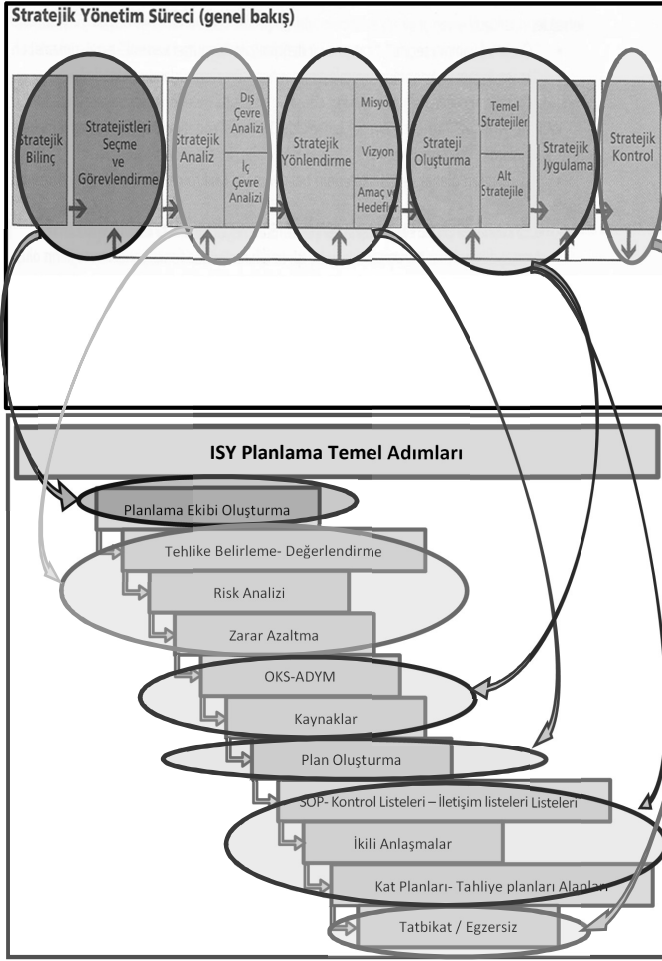 Stratejik Yönetim Süreci (genel bakış)
Stratejik
Bilinç
Stratejistleri
Seçme
ve
Görevlendirme
Stratejik
Analiz
Dış
Çevre
Analizi
İç
Çevre
Analizi
Stratejik
Yönlendirme
Misyon
Vizyon
Amaç ve
Hedefler
Strateji
Oluşturma
Temel
Stratejiler
Alt
Stratejile
Stratejik
Uygulama
Stratejik
Kontrol
ISY Planlama Temel Adımları
Planlama Ekibi Oluşturma
Tehlike Belirleme- Değerlendirme
Risk Analizi
Zarar Azaltma
OKS-ADYM
Kaynaklar
Plan Oluşturma
SOP- Kontrol Listeleri – İletişim listeleri Listeleri
İkili Anlaşmalar
Kat Planları- Tahliye planları Alanları
Tatbikat / Egzersiz